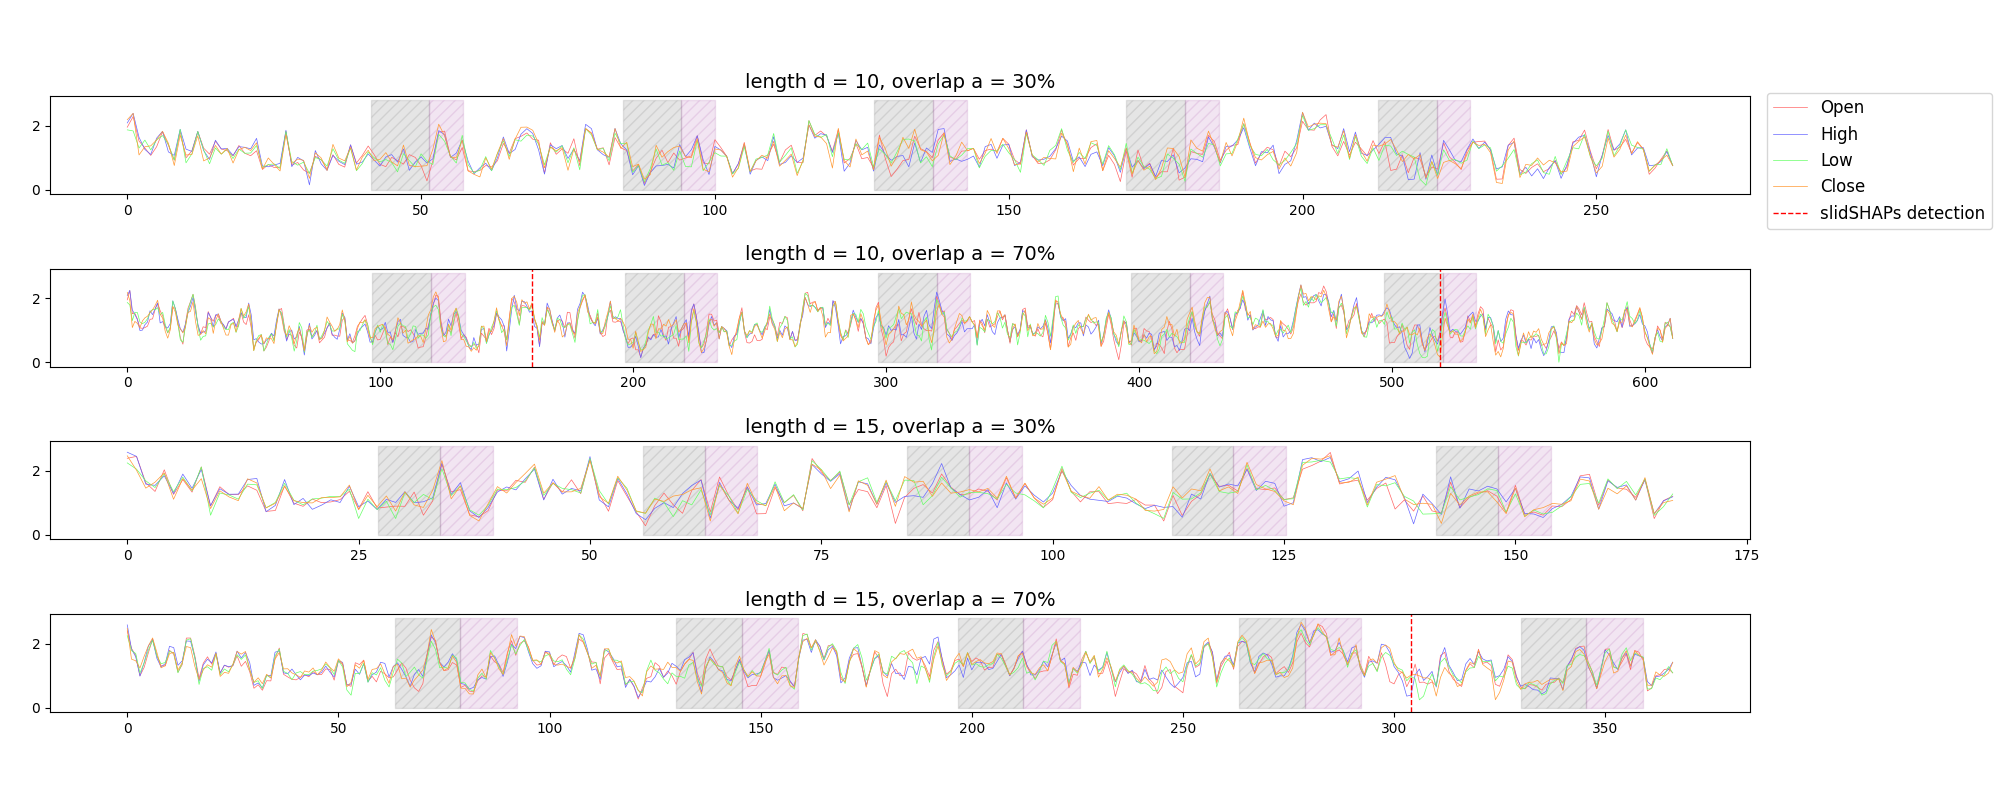 length d = 10, overlap a = 30%
2
0
0 50 100 150 200 250
Open
High
Low
Close
slidSHAPs detection
length d = 10, overlap a = 70%
2
0
0 100 200 300 400 500 600
length d = 15, overlap a = 30%
2
0
0 25 50 75 100 125 150 175
length d = 15, overlap a = 70%
2
0
0 50 100 150 200 250 300 350